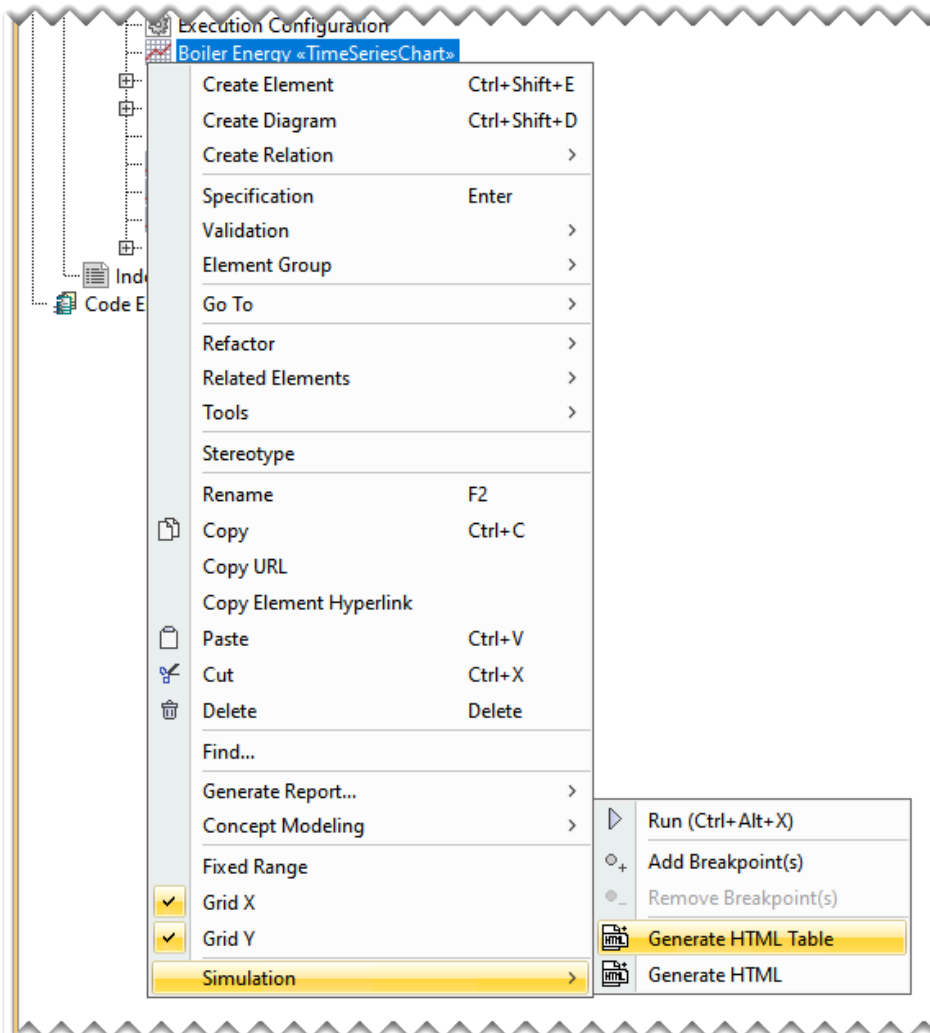 Execution Configuration
Boiler Energy «TimeSeriesChart»
Create Element Ctrl+Shift+E
Create Diagram Ctrl+Shift+D
Create Relation
Specification Enter
Validation
Element Group
Inde
Code E
Go To
Refactor
Related Elements
Tools
Stereotype
Rename F2
Copy Ctrl+C
Copy URL
Copy Element Hyperlink
Paste Ctrl+V
Cut Ctrl+X
Delete Delete
Find...
Generate Report...
Concept Modeling
Fixed Range
Grid X
Grid Y
Simulation
Run (Ctrl+Alt+X)
Add Breakpoint(s)
Remove Breakpoint(s)
HTML Generate HTML Table
HTML Generate HTML